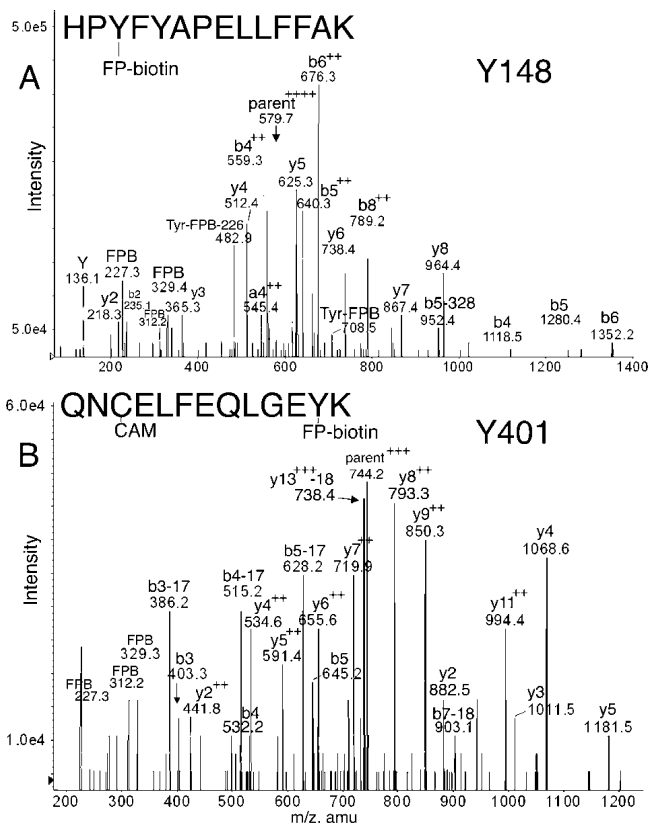 HPYFYAPELLFFAK
5.0e5
FP-biotin
A
Y148
b6++
676.3
parent++++
579.7
b4++
559.3
y5
625.3
b5++
640.3
y4
512.4
b8++
789.2
Tyr-FPB-226
482.9
y6
738.4
Y
136.1
FPB
227.3
y8
964.4
b2
235.1
FPB
329.4
y3
365.3
y2
218.3
FPB
312.2
a4++
545.4
Tyr-FPB
708.5
y7
867.4
b5-328
952.4
b4
1118.5
b5
1280.4
b6
1352.2
Intensity
5.0e4
200 400 600 800 1000 1200 1400
6.0e4
QNCELFEQLGEYK
CAM
FP-biotin
B
Y401
parent+++
744.2
y13+++-18
738.4
y8++
793.3
y9++
850.3
y7++
719.9
y4
1068.6
b5-17
628.2
b4-17
515.2
b3-17
386.2
y4++
534.6
y6++
655.6
y11++
994.4
y5++
591.4
FPB
329.3
FPB
312.2
FPB
227.3
b3
403.3
y2++
441.8
b4
532.2
b5
645.2
y2
882.5
b7-18
903.1
y3
1011.5
y5
1181.5
Intensity
1.0e4
200 300 400 500 600 700 800 900 1000 1100 1200
m/z, amu